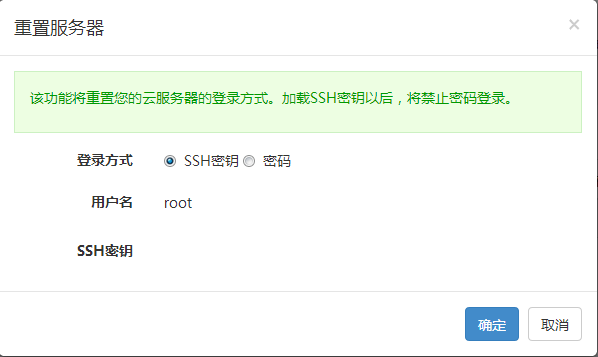 重置服务器 ×
该功能将重置您的云服务器的登录方式。加载SSH密钥以后，将禁止密码登录。
登录方式 SSH密钥 密码
用户名 root
SSH密钥
确定 取消